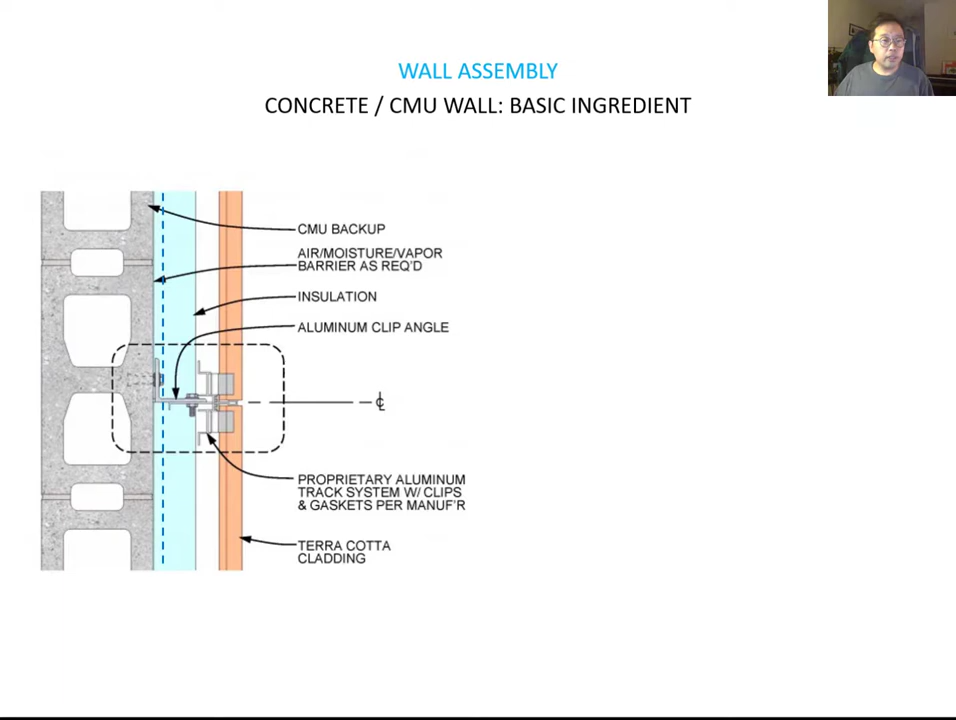 WALL ASSEMBLY
CONCRETE / CMU WALL: BASIC INGREDIENT
CMU BACKUP
AIR/MOISTURE/VAPOR
BARRIER AS REQ'D
INSULATION
ALUMINUM CLIP ANGLE
℄
PROPRIETARY ALUMINUM
TRACK SYSTEM W/ CLIPS
& GASKETS PER MANUF'R
TERRA COTTA
CLADDING